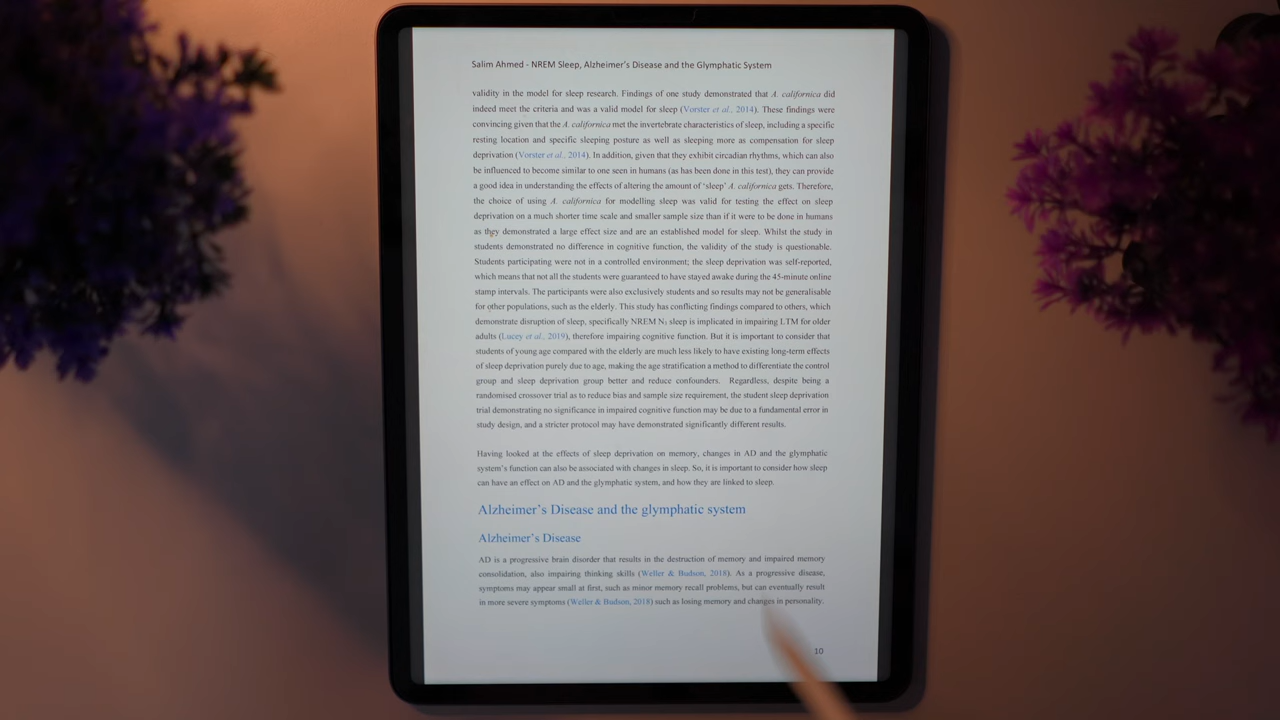 Salim Ahmed - NREM Sleep, Alzheimer's Disease and the Glymphatic System
validity in the model for sleep research. Findings of one study demonstrated that A. californica did
indeed meet the criteria and was a valid model for sleep (Vorster et al., 2014). These findings were
convincing given that the A. californica met the invertebrate characteristics of sleep, including a specific
resting location and specific sleeping posture as well as sleeping more as compensation for sleep
deprivation (Vorster et al., 2014). In addition, given that they exhibit circadian rhythms, which can also
be influenced to become similar to one seen in humans (as has been done in this test), they can provide
a good idea in understanding the effects of altering the amount of 'sleep' A. californica gets. Therefore,
the choice of using A. californica for modelling sleep was valid for testing the effect on sleep
deprivation on a much shorter time scale and smaller sample size than if it were to be done in humans
as they demonstrated a large effect size and are an established model for sleep. Whilst the study in
students demonstrated no difference in cognitive function, the validity of the study is questionable.
Students participating were not in a controlled environment; the sleep deprivation was self-reported,
which means that not all the students were guaranteed to have stayed awake during the 45-minute online
stamp intervals. The participants were also exclusively students and so results may not be generalisable
for other populations, such as the elderly. This study has conflicting findings compared to others, which
demonstrate disruption of sleep, specifically NREM N₃ sleep is implicated in impairing LTM for older
adults (Lucey et al., 2019), therefore impairing cognitive function. But it is important to consider that
students of young age compared with the elderly are much less likely to have existing long-term effects
of sleep deprivation purely due to age, making the age stratification a method to differentiate the control
group and sleep deprivation group better and reduce confounders. Regardless, despite being a
randomised crossover trial as to reduce bias and sample size requirement, the student sleep deprivation
trial demonstrating no significance in impaired cognitive function may be due to a fundamental error in
study design, and a stricter protocol may have demonstrated significantly different results.
Having looked at the effects of sleep deprivation on memory, changes in AD and the glymphatic
system's function can also be associated with changes in sleep. So, it is important to consider how sleep
can have an effect on AD and the glymphatic system, and how they are linked to sleep.
Alzheimer's Disease and the glymphatic system
Alzheimer's Disease
AD is a progressive brain disorder that results in the destruction of memory and impaired memory
consolidation, also impairing thinking skills (Weller & Budson, 2018). As a progressive disease,
symptoms may appear small at first, such as minor memory recall problems, but can eventually result
in more severe symptoms (Weller & Budson, 2018) such as losing memory and changes in personality.
10